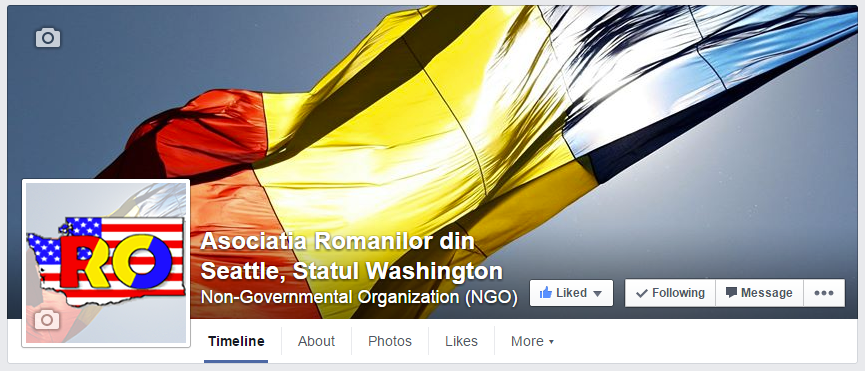 RO
Asociatia Romanilor din
Seattle, Statul Washington
Non-Governmental Organization (NGO)
Liked
Following
Message
Timeline
About
Photos
Likes
More